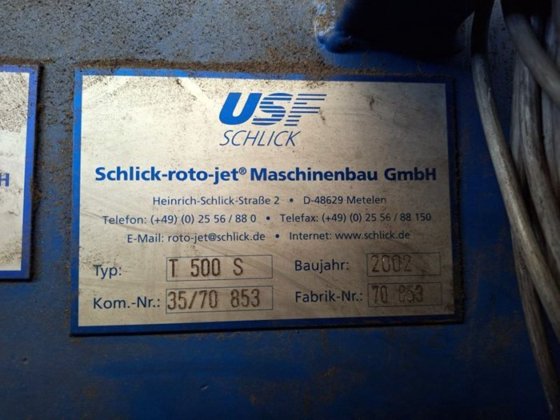 USF
SCHLICK
Schlick-roto-jet® Maschinenbau GmbH
Heinrich-Schlick-Straße 2 • D-48629 Metelen
Telefon: (+49) (0) 25 56 / 88 0 • Telefax: (+49) (0) 25 56 / 88 150
E-Mail: roto-jet@schlick.de • Internet: www.schlick.de
Typ: T 500 S Baujahr: 2002
Kom.-Nr.: 35/70 853 Fabrik-Nr.: 70 853
H